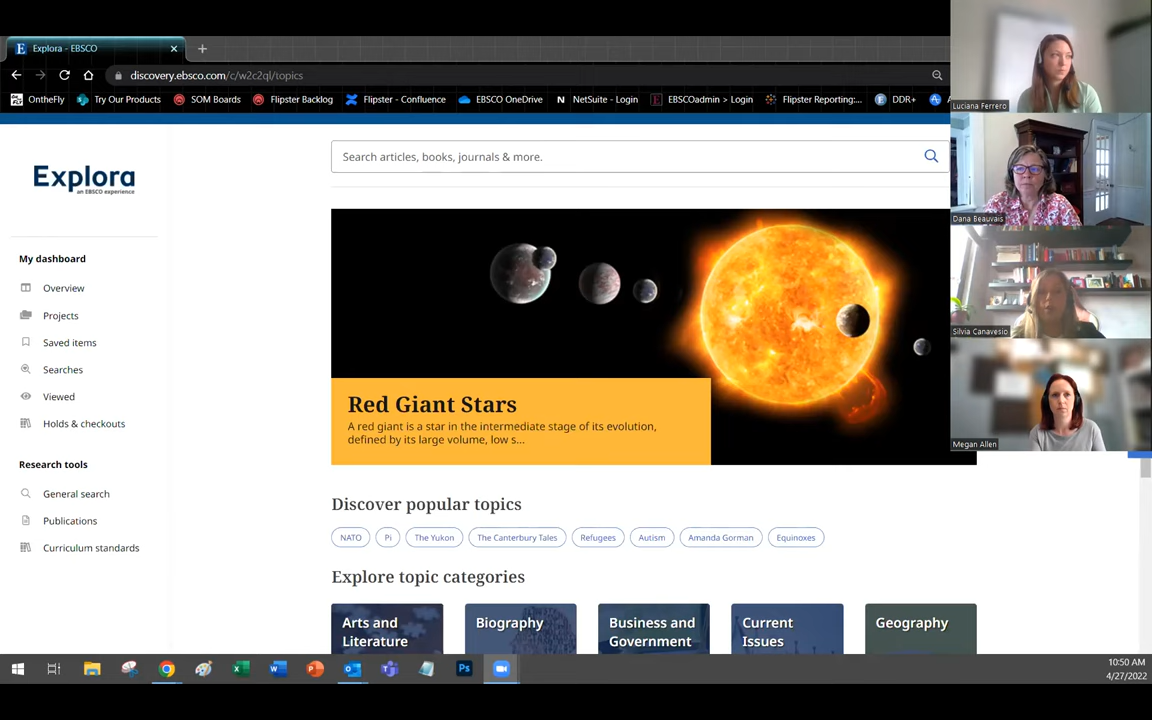 Explora - EBSCO
discovery.ebsco.com/c/w2c2ql/topics
OntheFly
Try Our Products
SOM Boards
Flipster Backlog
Flipster - Confluence
EBSCO OneDrive
NetSuite - Login
EBSCOadmin > Login
Flipster Reporting:...
DDR+
A
Explora
an EBSCO experience
My dashboard
Overview
Projects
Saved items
Searches
Viewed
Holds & checkouts
Research tools
General search
Publications
Curriculum standards
Search articles, books, journals & more.
Red Giant Stars
A red giant is a star in the intermediate stage of its evolution,
defined by its large volume, low s...
Discover popular topics
NATO
Pi
The Yukon
The Canterbury Tales
Refugees
Autism
Amanda Gorman
Equinoxes
Explore topic categories
Arts and
Literature
Biography
Business and
Government
Current
Issues
Geography
Luciana Ferrero
Dana Beauvais
Silvia Canavesio
Megan Allen
10:50 AM
4/27/2022